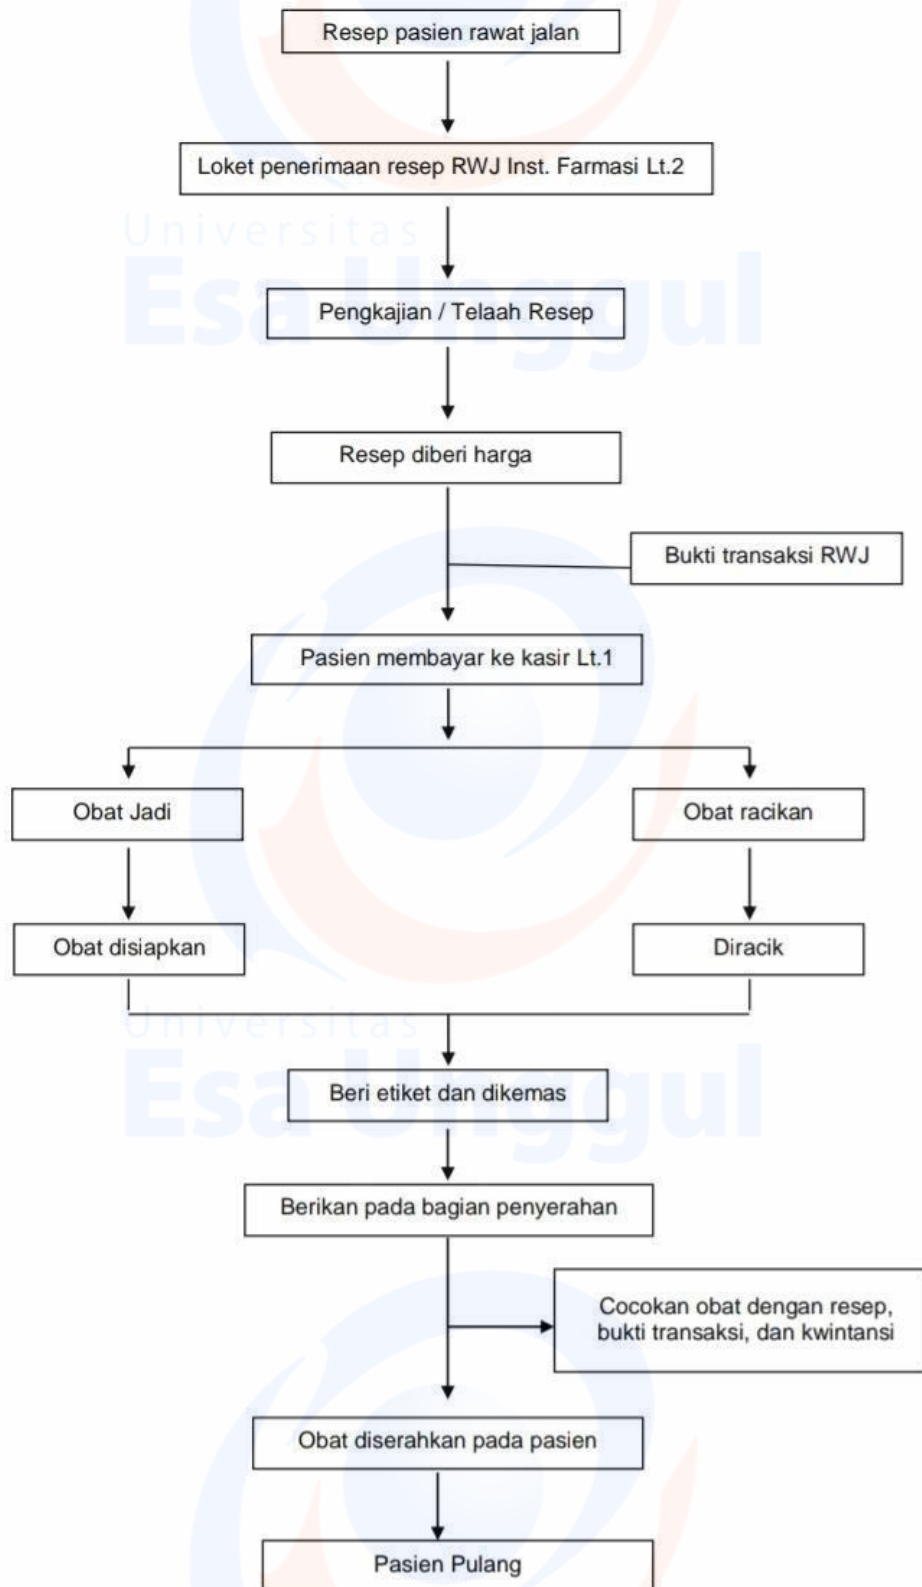 Resep pasien rawat jalan
Loket penerimaan resep RWJ Inst. Farmasi Lt.2
Universitas
Esa Unggul
Pengkajian / Telaah Resep
Resep diberi harga
Bukti transaksi RWJ
Pasien membayar ke kasir Lt.1
Obat Jadi
Obat racikan
Obat disiapkan
Diracik
Universitas
Esa Unggul
Beri etiket dan dikemas
Berikan pada bagian penyerahan
Cocokan obat dengan resep,
bukti transaksi, dan kwintansi
Obat diserahkan pada pasien
Pasien Pulang